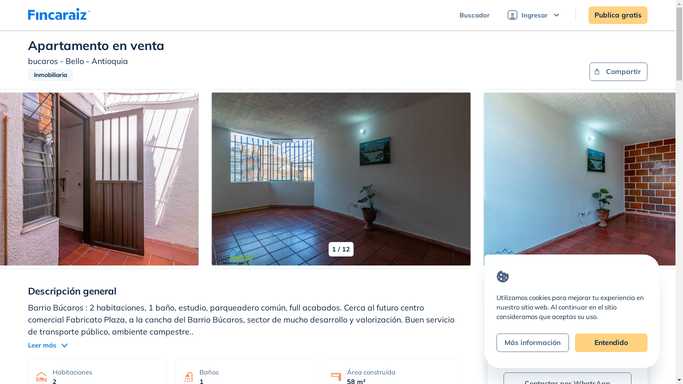 Fincaraiz
Buscador
Ingresar
Publica gratis
Apartamento en venta
bucaros - Bello - Antioquia
Inmobiliaria
Compartir
1 / 12
Descripción general
Barrio Búcaros : 2 habitaciones, 1 baño, estudio, parqueadero común, full acabados. Cerca al futuro centro
comercial Fabricato Plaza, a la cancha del Barrio Búcaros, sector de mucho desarrollo y valorización. Buen servicio
de transporte público, ambiente campestre..
Leer más
Habitaciones
2
Baños
1
Área construida
58 m²
Utilizamos cookies para mejorar tu experiencia en
nuestro sitio web. Al continuar en el sitio
consideramos que aceptas su uso.
Más información
Entendido
Contactar por WhatsApp